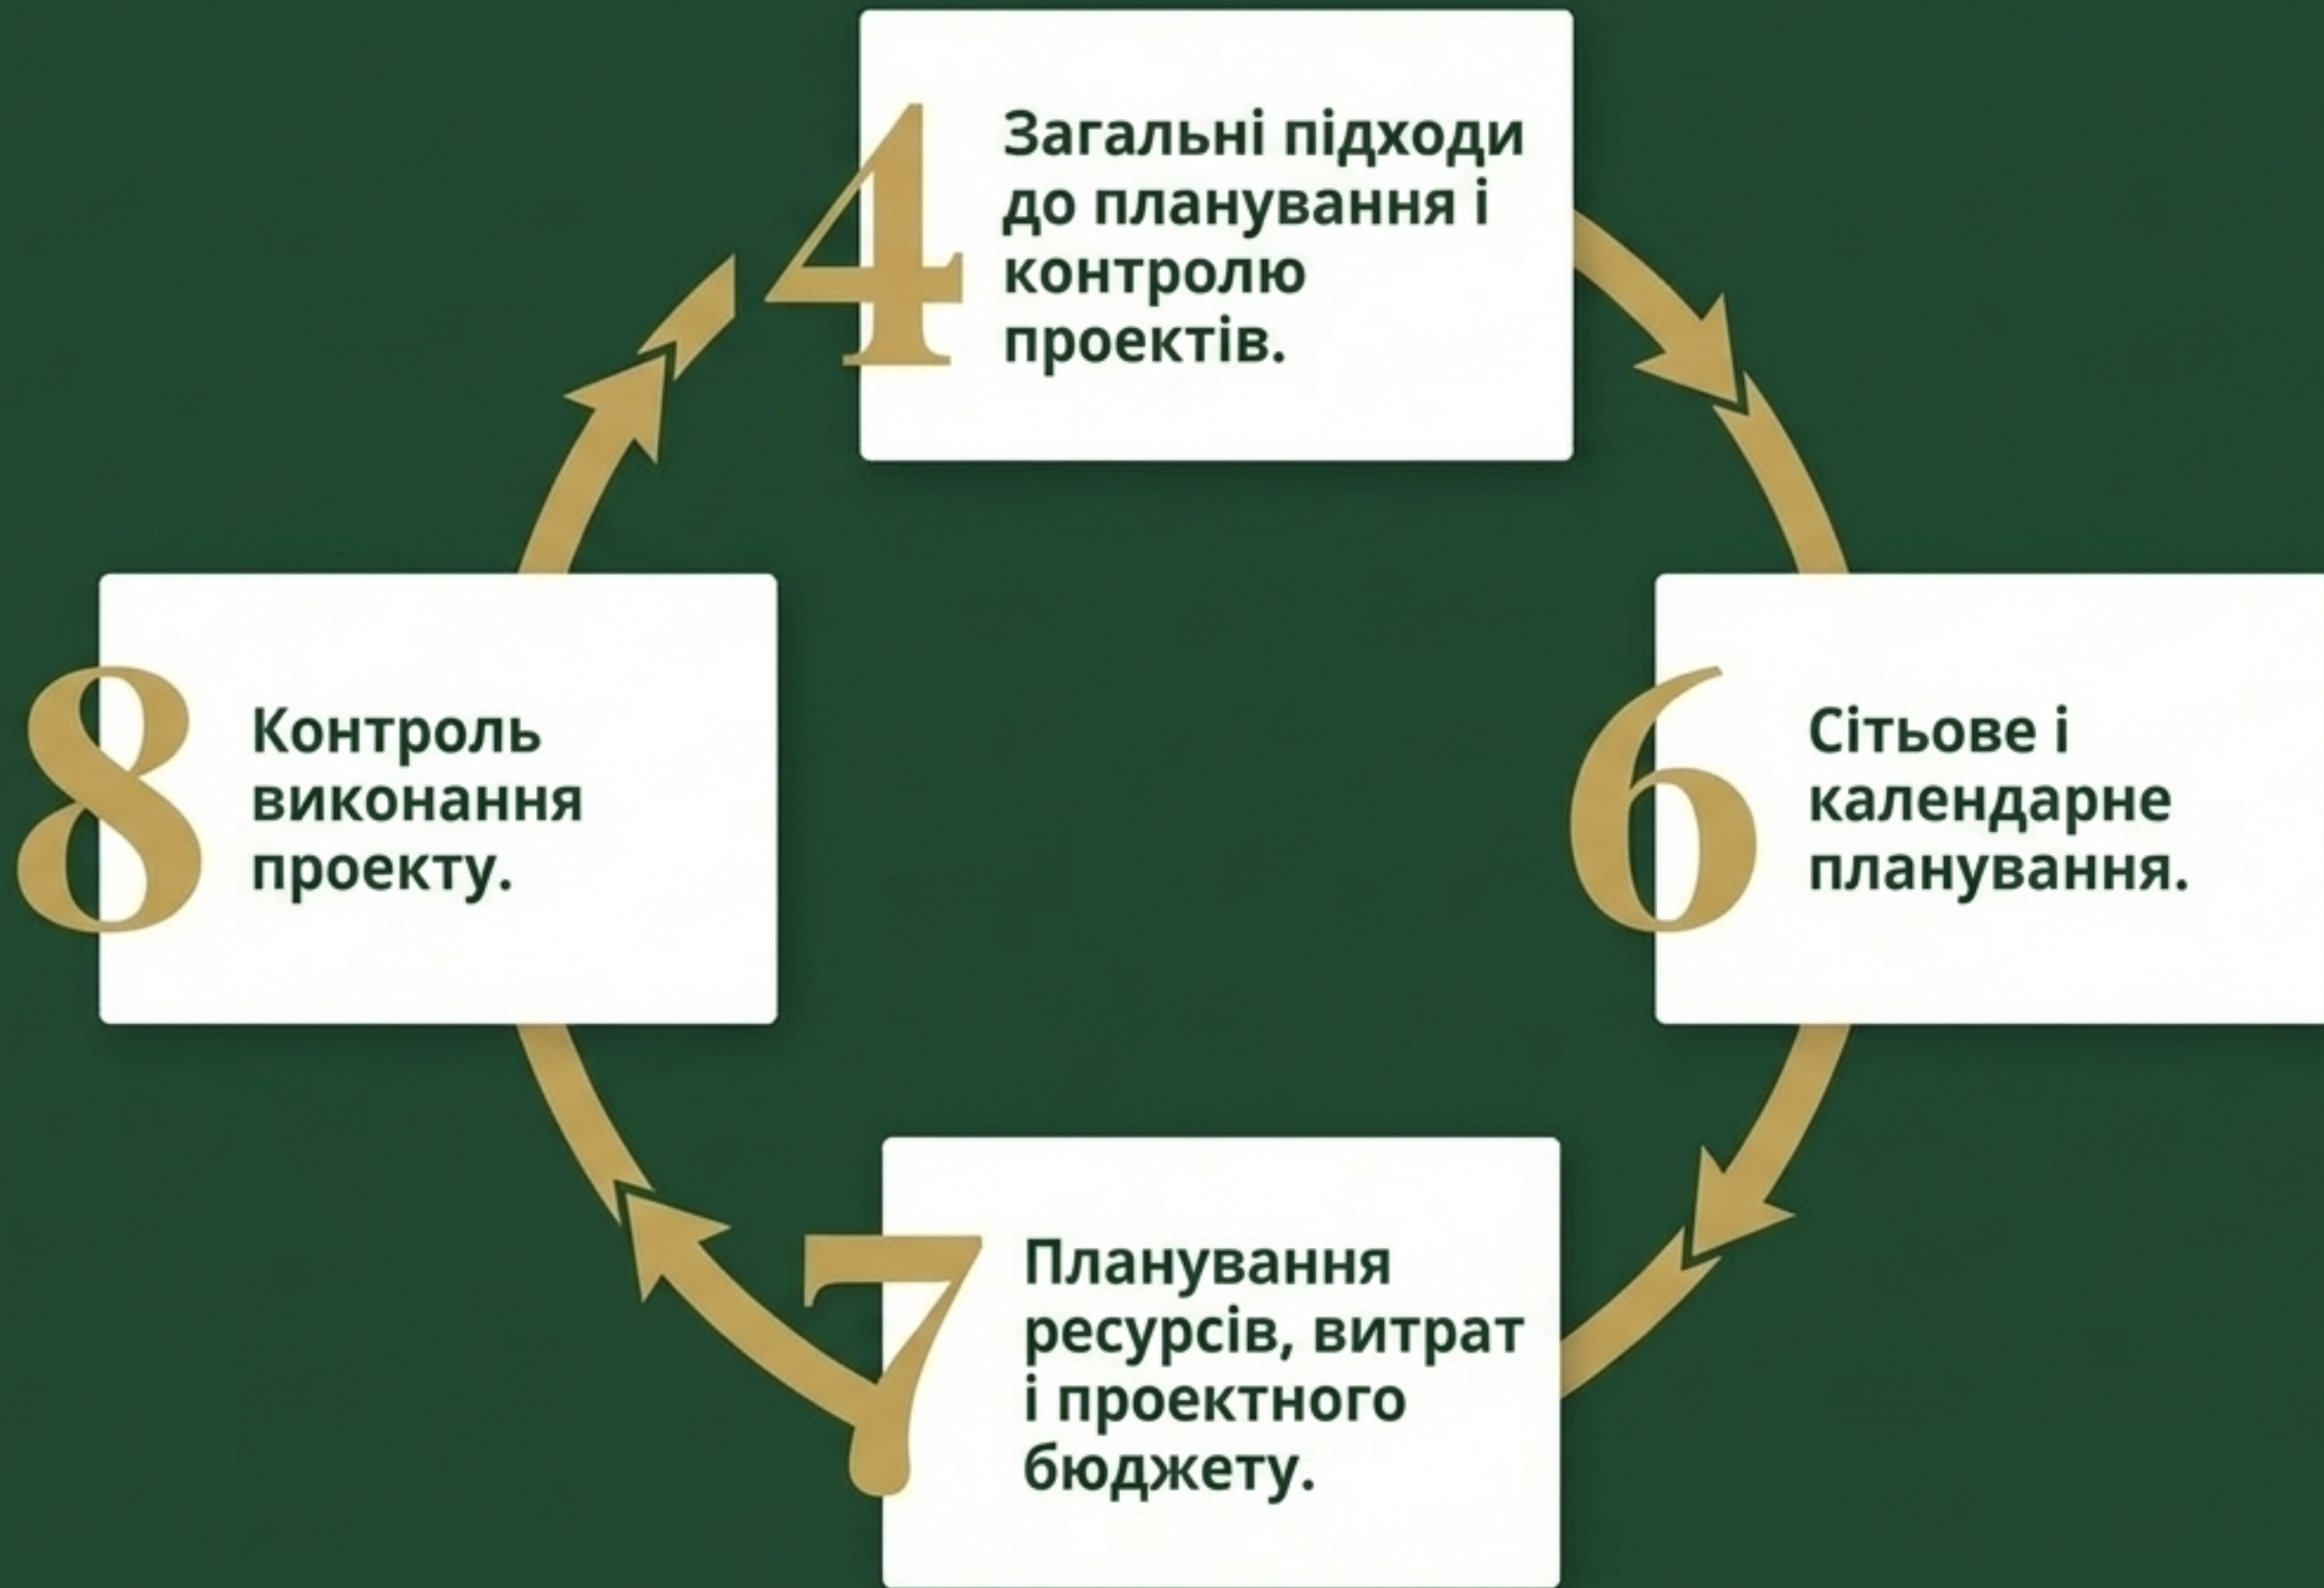 4
Загальні підходи
до планування і
контролю
проектів.
6
Сітьове і
календарне
планування.
7
Планування
ресурсів, витрат
і проектного
бюджету.
8
Контроль
виконання
проекту.